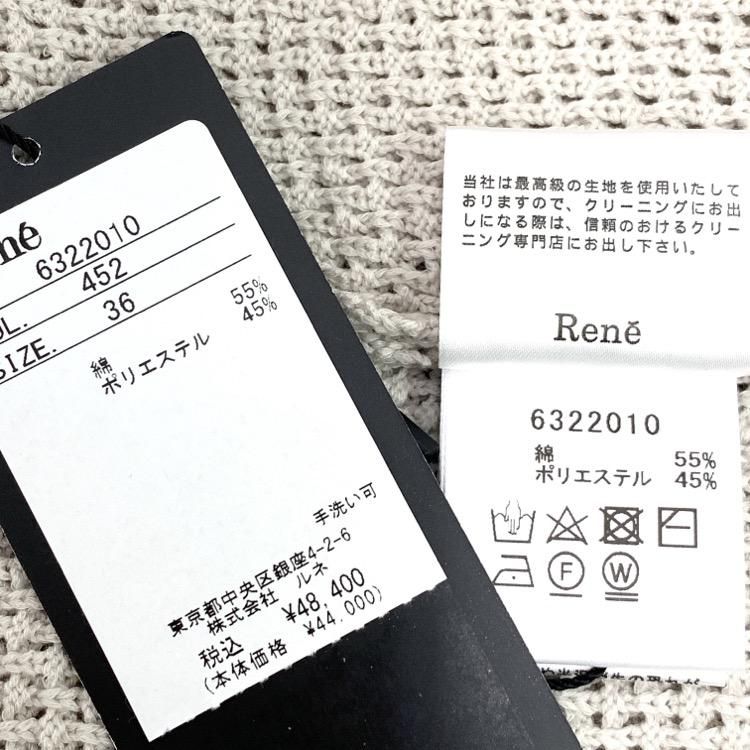 né
6322010
OL. 452
SIZE. 36
綿 55%
ポリエステル 45%
手洗い可
東京都中央区銀座4-2-6
株式会社 ルネ
税込 ¥48,400
(本体価格 ¥44,000)
当社は最高級の生地を使用いたして
おりますので、クリーニングにお出
しになる際は、信頼のおけるクリー
ニング専門店にお出し下さい。
René
6322010
綿 55%
ポリエステル 45%
F W